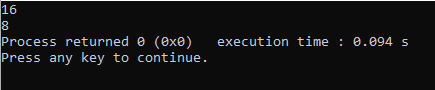 16
8
Process returned 0 (0x0)   execution time : 0.094 s
Press any key to continue.